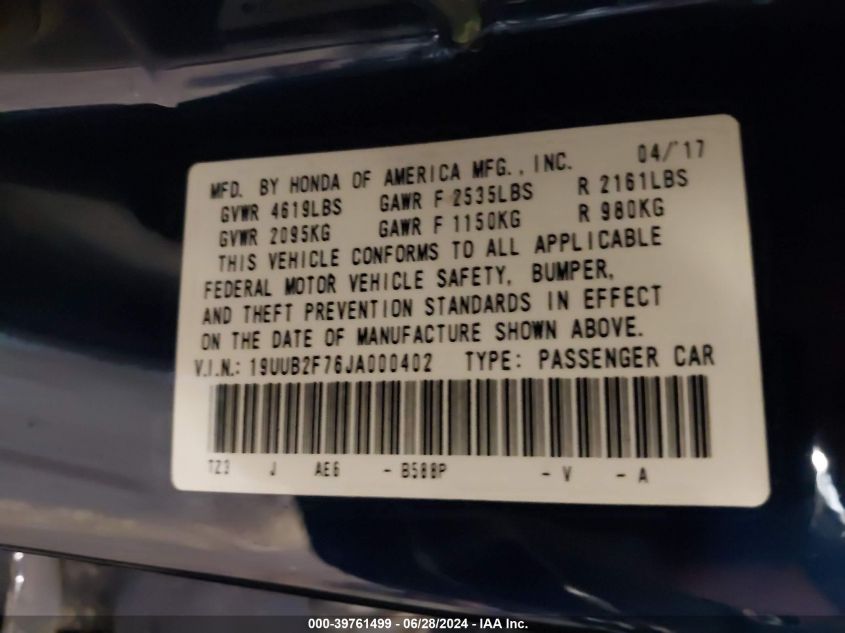 MFD. BY HONDA OF AMERICA MFG., INC. 04/'17
GVWR 4619LBS GAWR F 2535LBS R 2161LBS
GVWR 2095KG GAWR F 1150KG R 980KG
THIS VEHICLE CONFORMS TO ALL APPLICABLE
FEDERAL MOTOR VEHICLE SAFETY, BUMPER,
AND THEFT PREVENTION STANDARDS IN EFFECT
ON THE DATE OF MANUFACTURE SHOWN ABOVE.
V.I.N.: 19UUB2F76JA000402 TYPE: PASSENGER CAR
TZ3 J AE6 - B588P - V - A
000-39761499 - 06/28/2024 - IAA Inc.